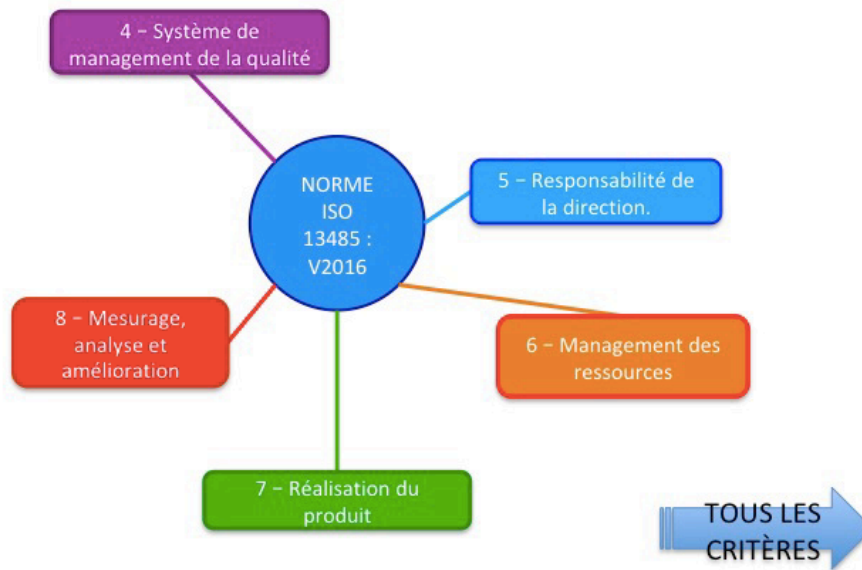 4 – Système de
management de la qualité
NORME
ISO
13485 :
V2016
5 – Responsabilité de
la direction.
8 – Mesurage,
analyse et
amélioration
6 – Management des
ressources
7 – Réalisation du
produit
TOUS LES
CRITÈRES